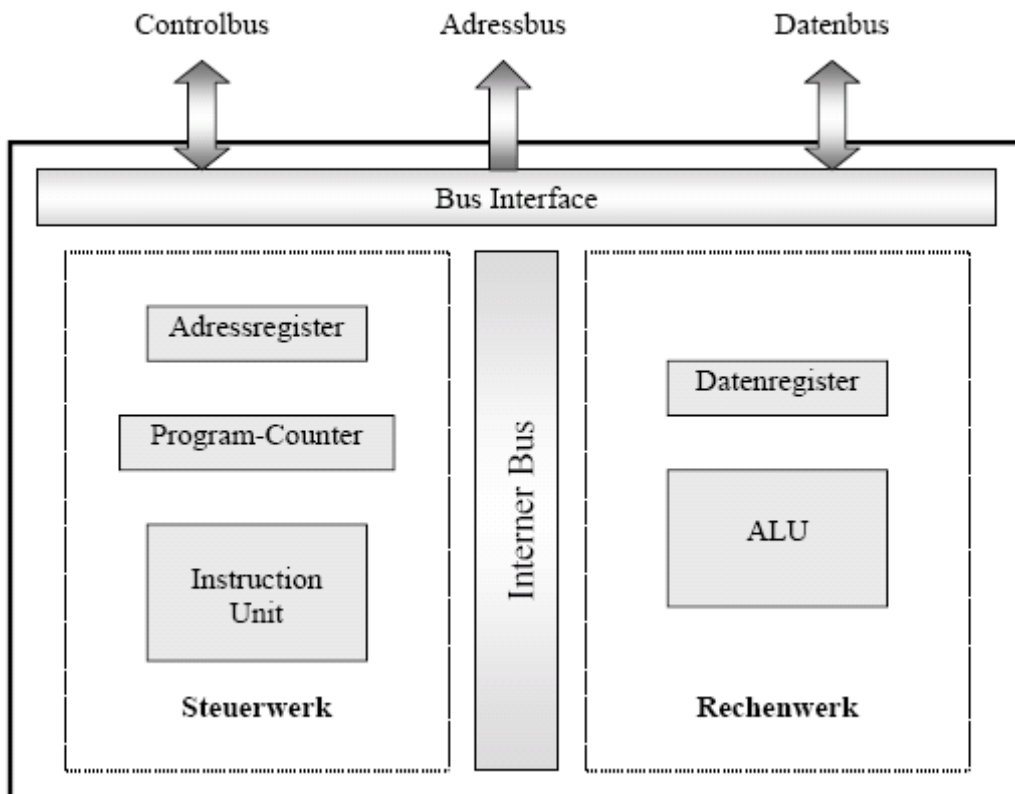 Controlbus
Adressbus
Datenbus
Bus Interface
Adressregister
Program-Counter
Instruction
Unit
Steuerwerk
Interner Bus
Datenregister
ALU
Rechenwerk